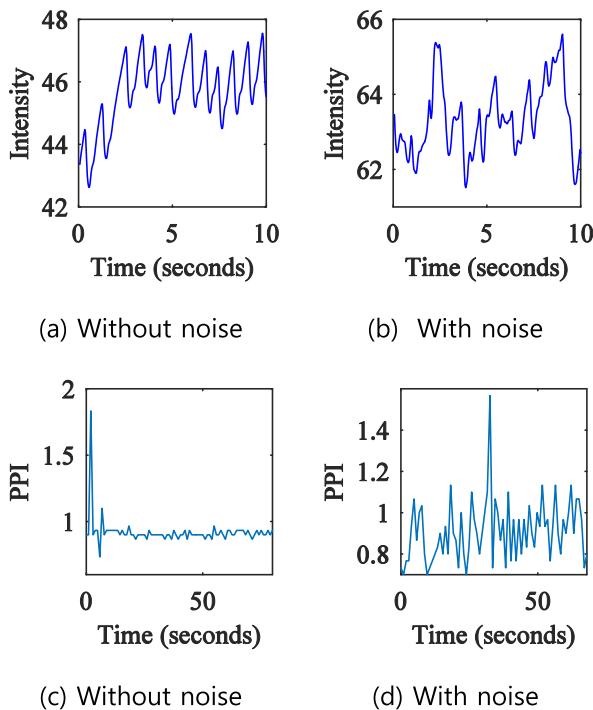 48
46
44
42
Intensity
0
5
10
Time (seconds)
(a) Without noise
66
64
62
Intensity
0
5
10
Time (seconds)
(b) With noise
2
1.5
1
PPI
0
50
Time (seconds)
(c) Without noise
1.4
1.2
1
0.8
PPI
0
50
Time (seconds)
(d) With noise